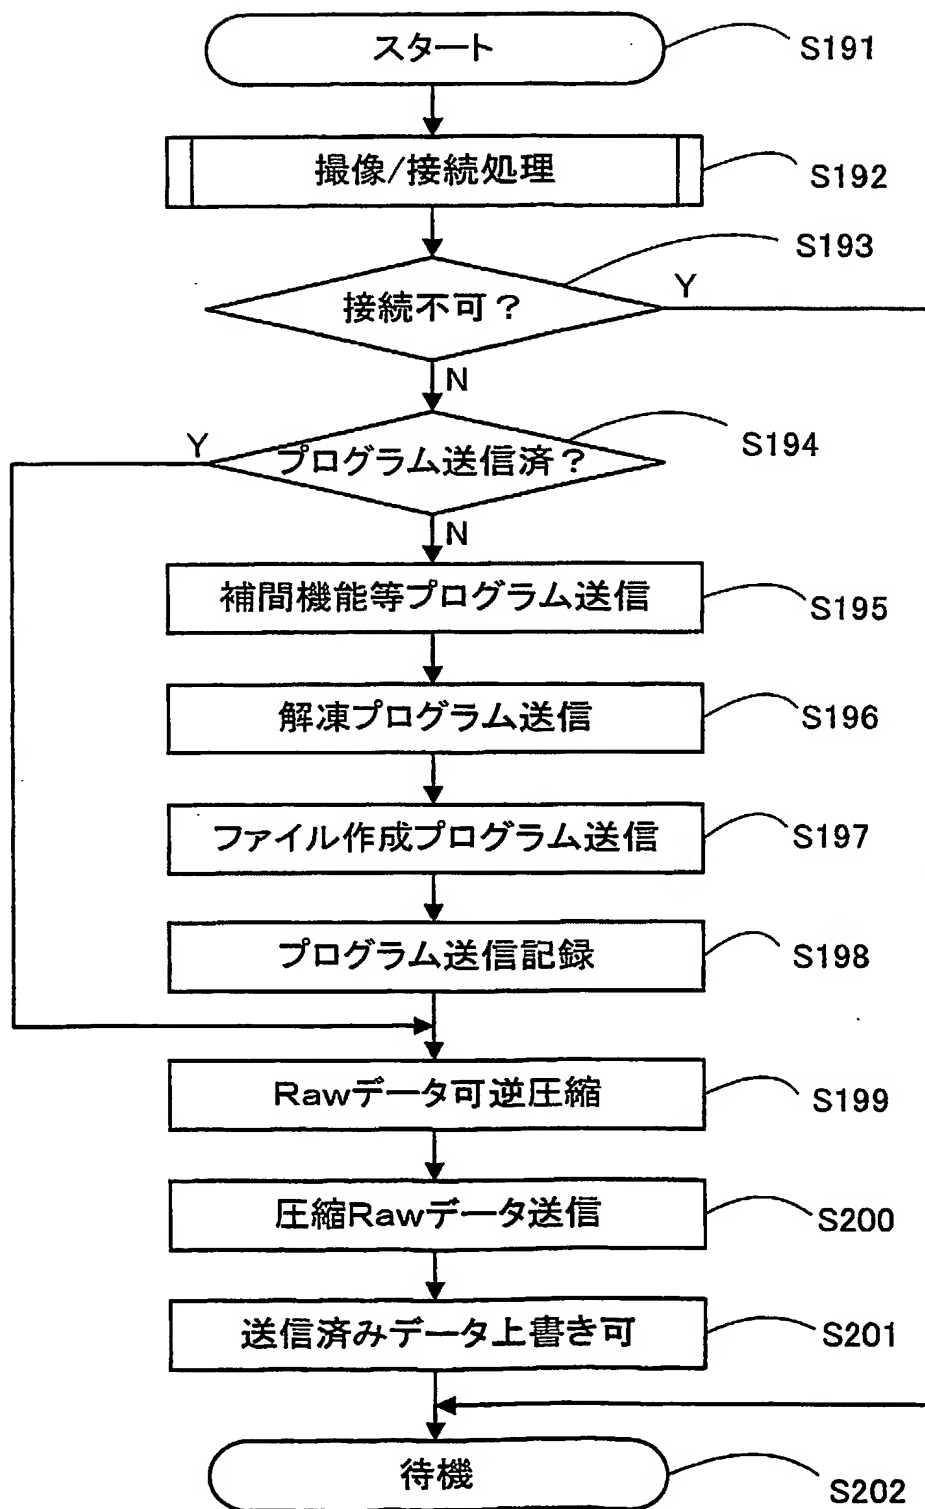 スタート
S191
撮像/接続処理
S192
S193
接続不可?
Y
N
Y
プログラム送信済?
S194
N
補間機能等プログラム送信
S195
解凍プログラム送信
S196
ファイル作成プログラム送信
S197
プログラム送信記録
S198
Rawデータ可逆圧縮
S199
圧縮Rawデータ送信
S200
送信済みデータ上書き可
S201
待機
S202